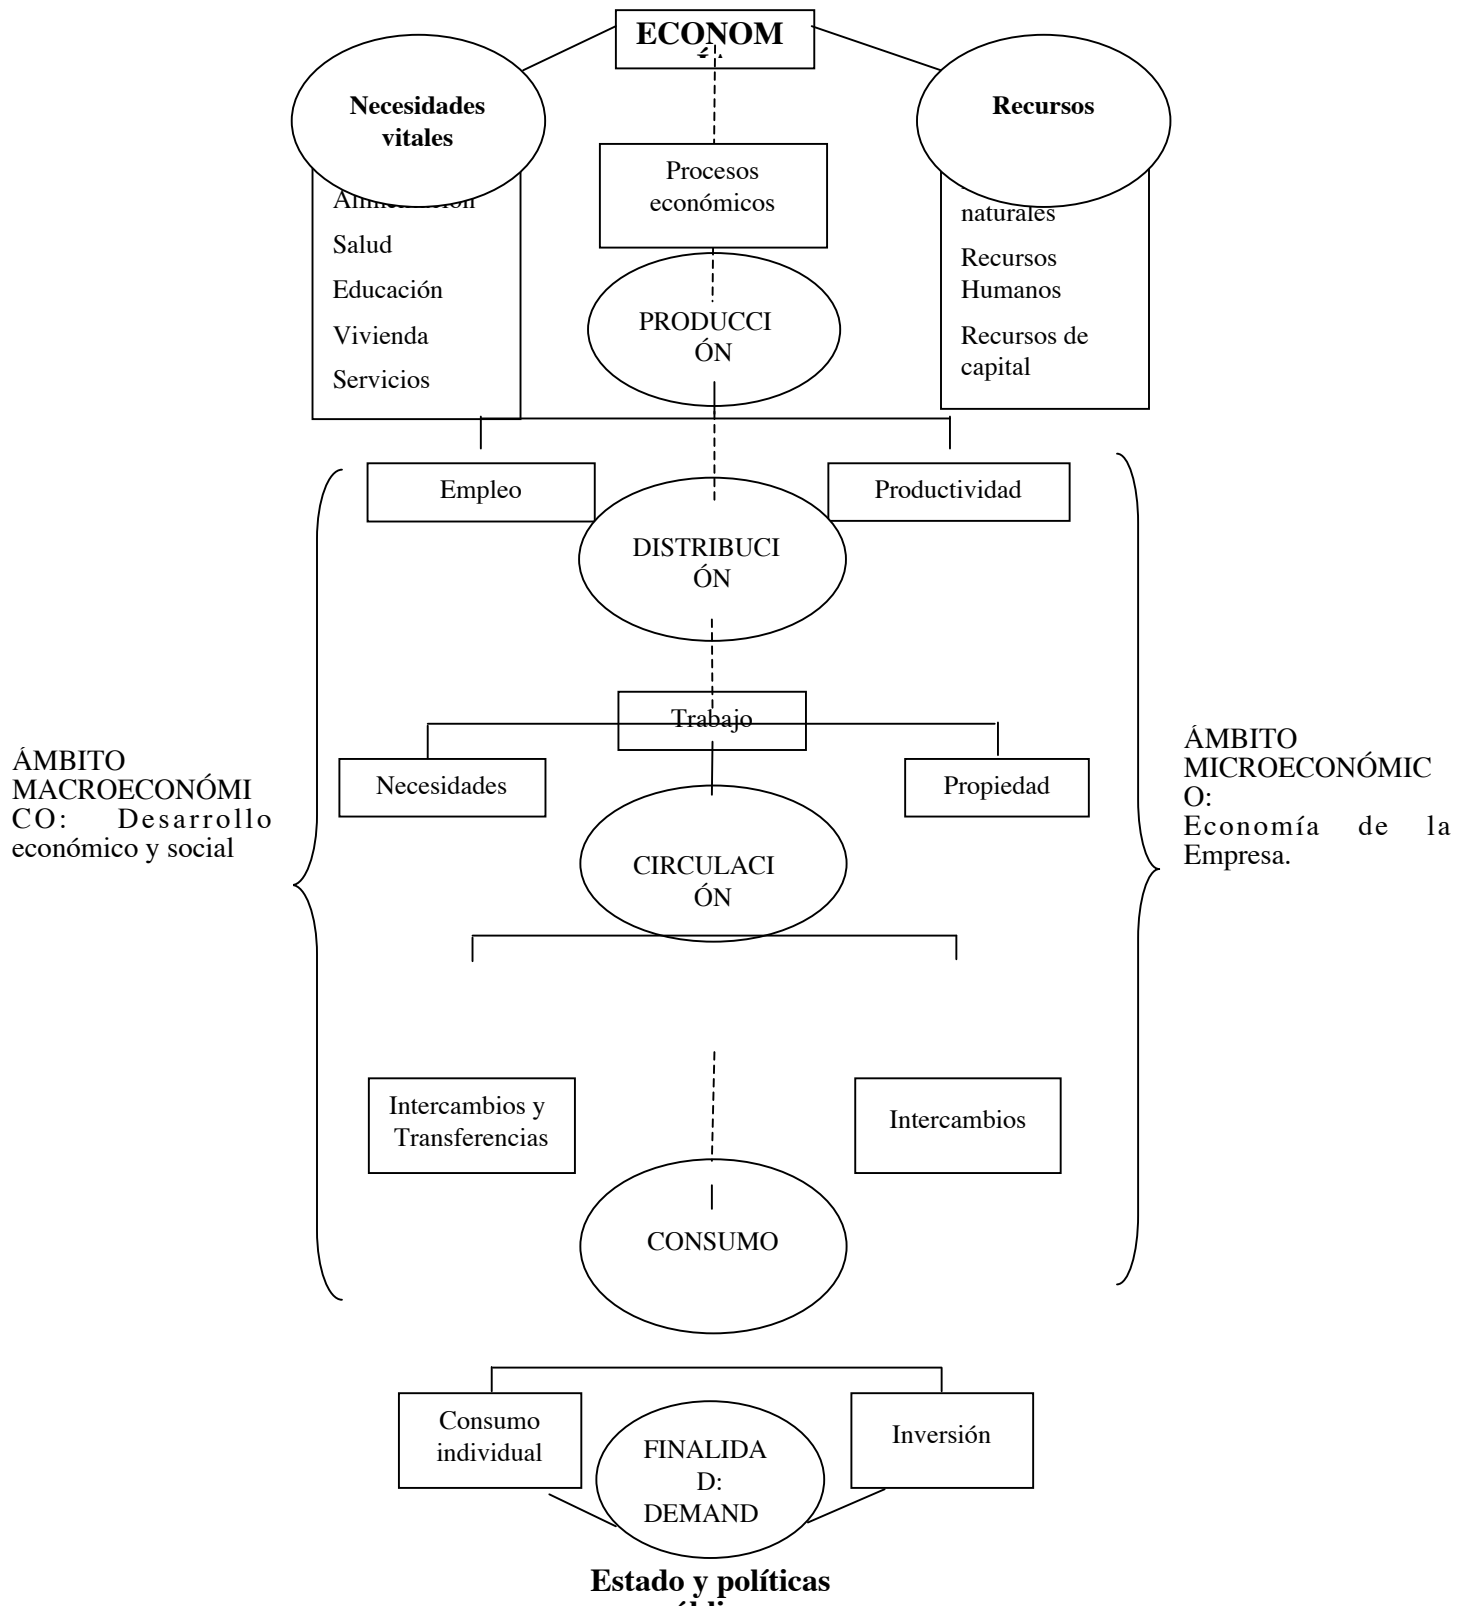 ECONOM
Necesidades
vitales
Recursos
Procesos
económicos
Alimentación
Salud
Educación
Vivienda
Servicios
naturales
Recursos
Humanos
Recursos de
capital
PRODUCCI
ÓN
Empleo
Productividad
DISTRIBUCI
ÓN
Trabajo
Necesidades
Propiedad
ÁMBITO
MACROECONÓMI
CO: Desarrollo
económico y social
ÁMBITO
MICROECONÓMIC
O:
Economía de la
Empresa.
CIRCULACI
ÓN
Intercambios y
Transferencias
Intercambios
CONSUMO
Consumo
individual
Inversión
FINALIDA
D:
DEMAND
Estado y políticas